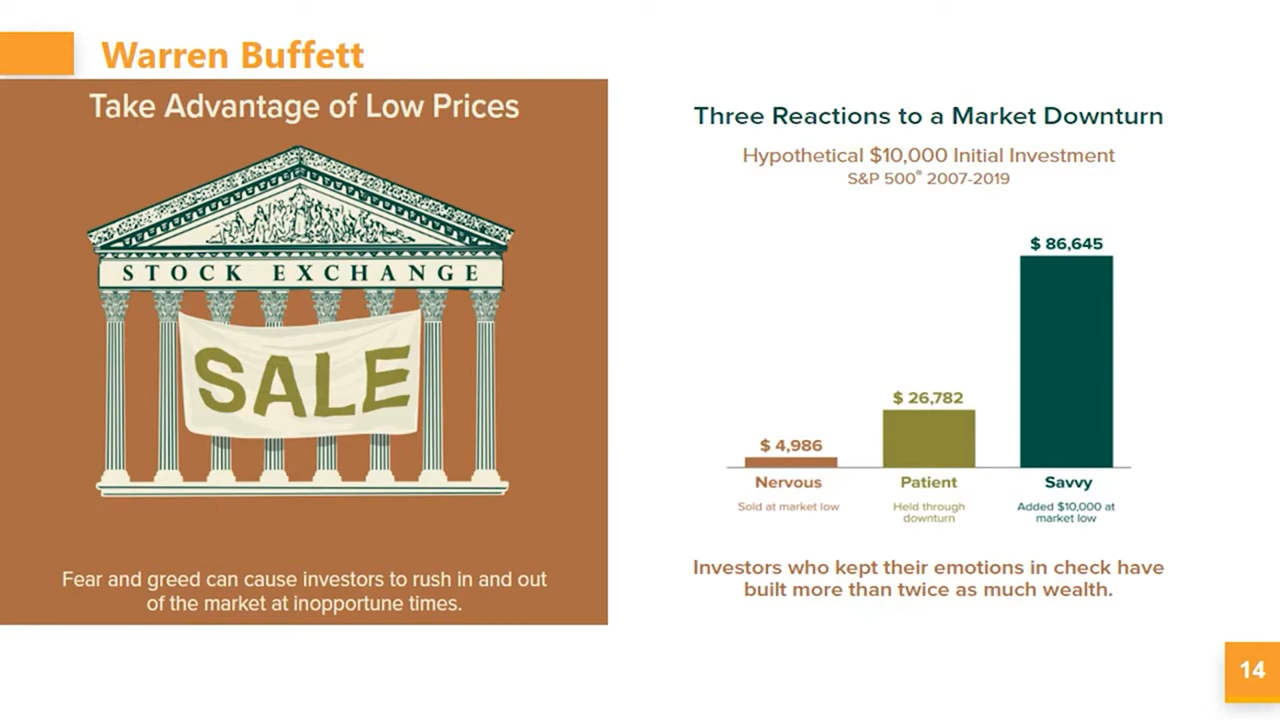 Warren Buffett
Take Advantage of Low Prices
STOCK EXCHANGE
SALE
Fear and greed can cause investors to rush in and out
of the market at inopportune times.
Three Reactions to a Market Downturn
Hypothetical $10,000 Initial Investment
S&P 500® 2007-2019
$ 4,986
$ 26,782
$ 86,645
Nervous
Sold at market low
Patient
Held through
downturn
Savvy
Added $10,000 at
market low
Investors who kept their emotions in check have
built more than twice as much wealth.
14